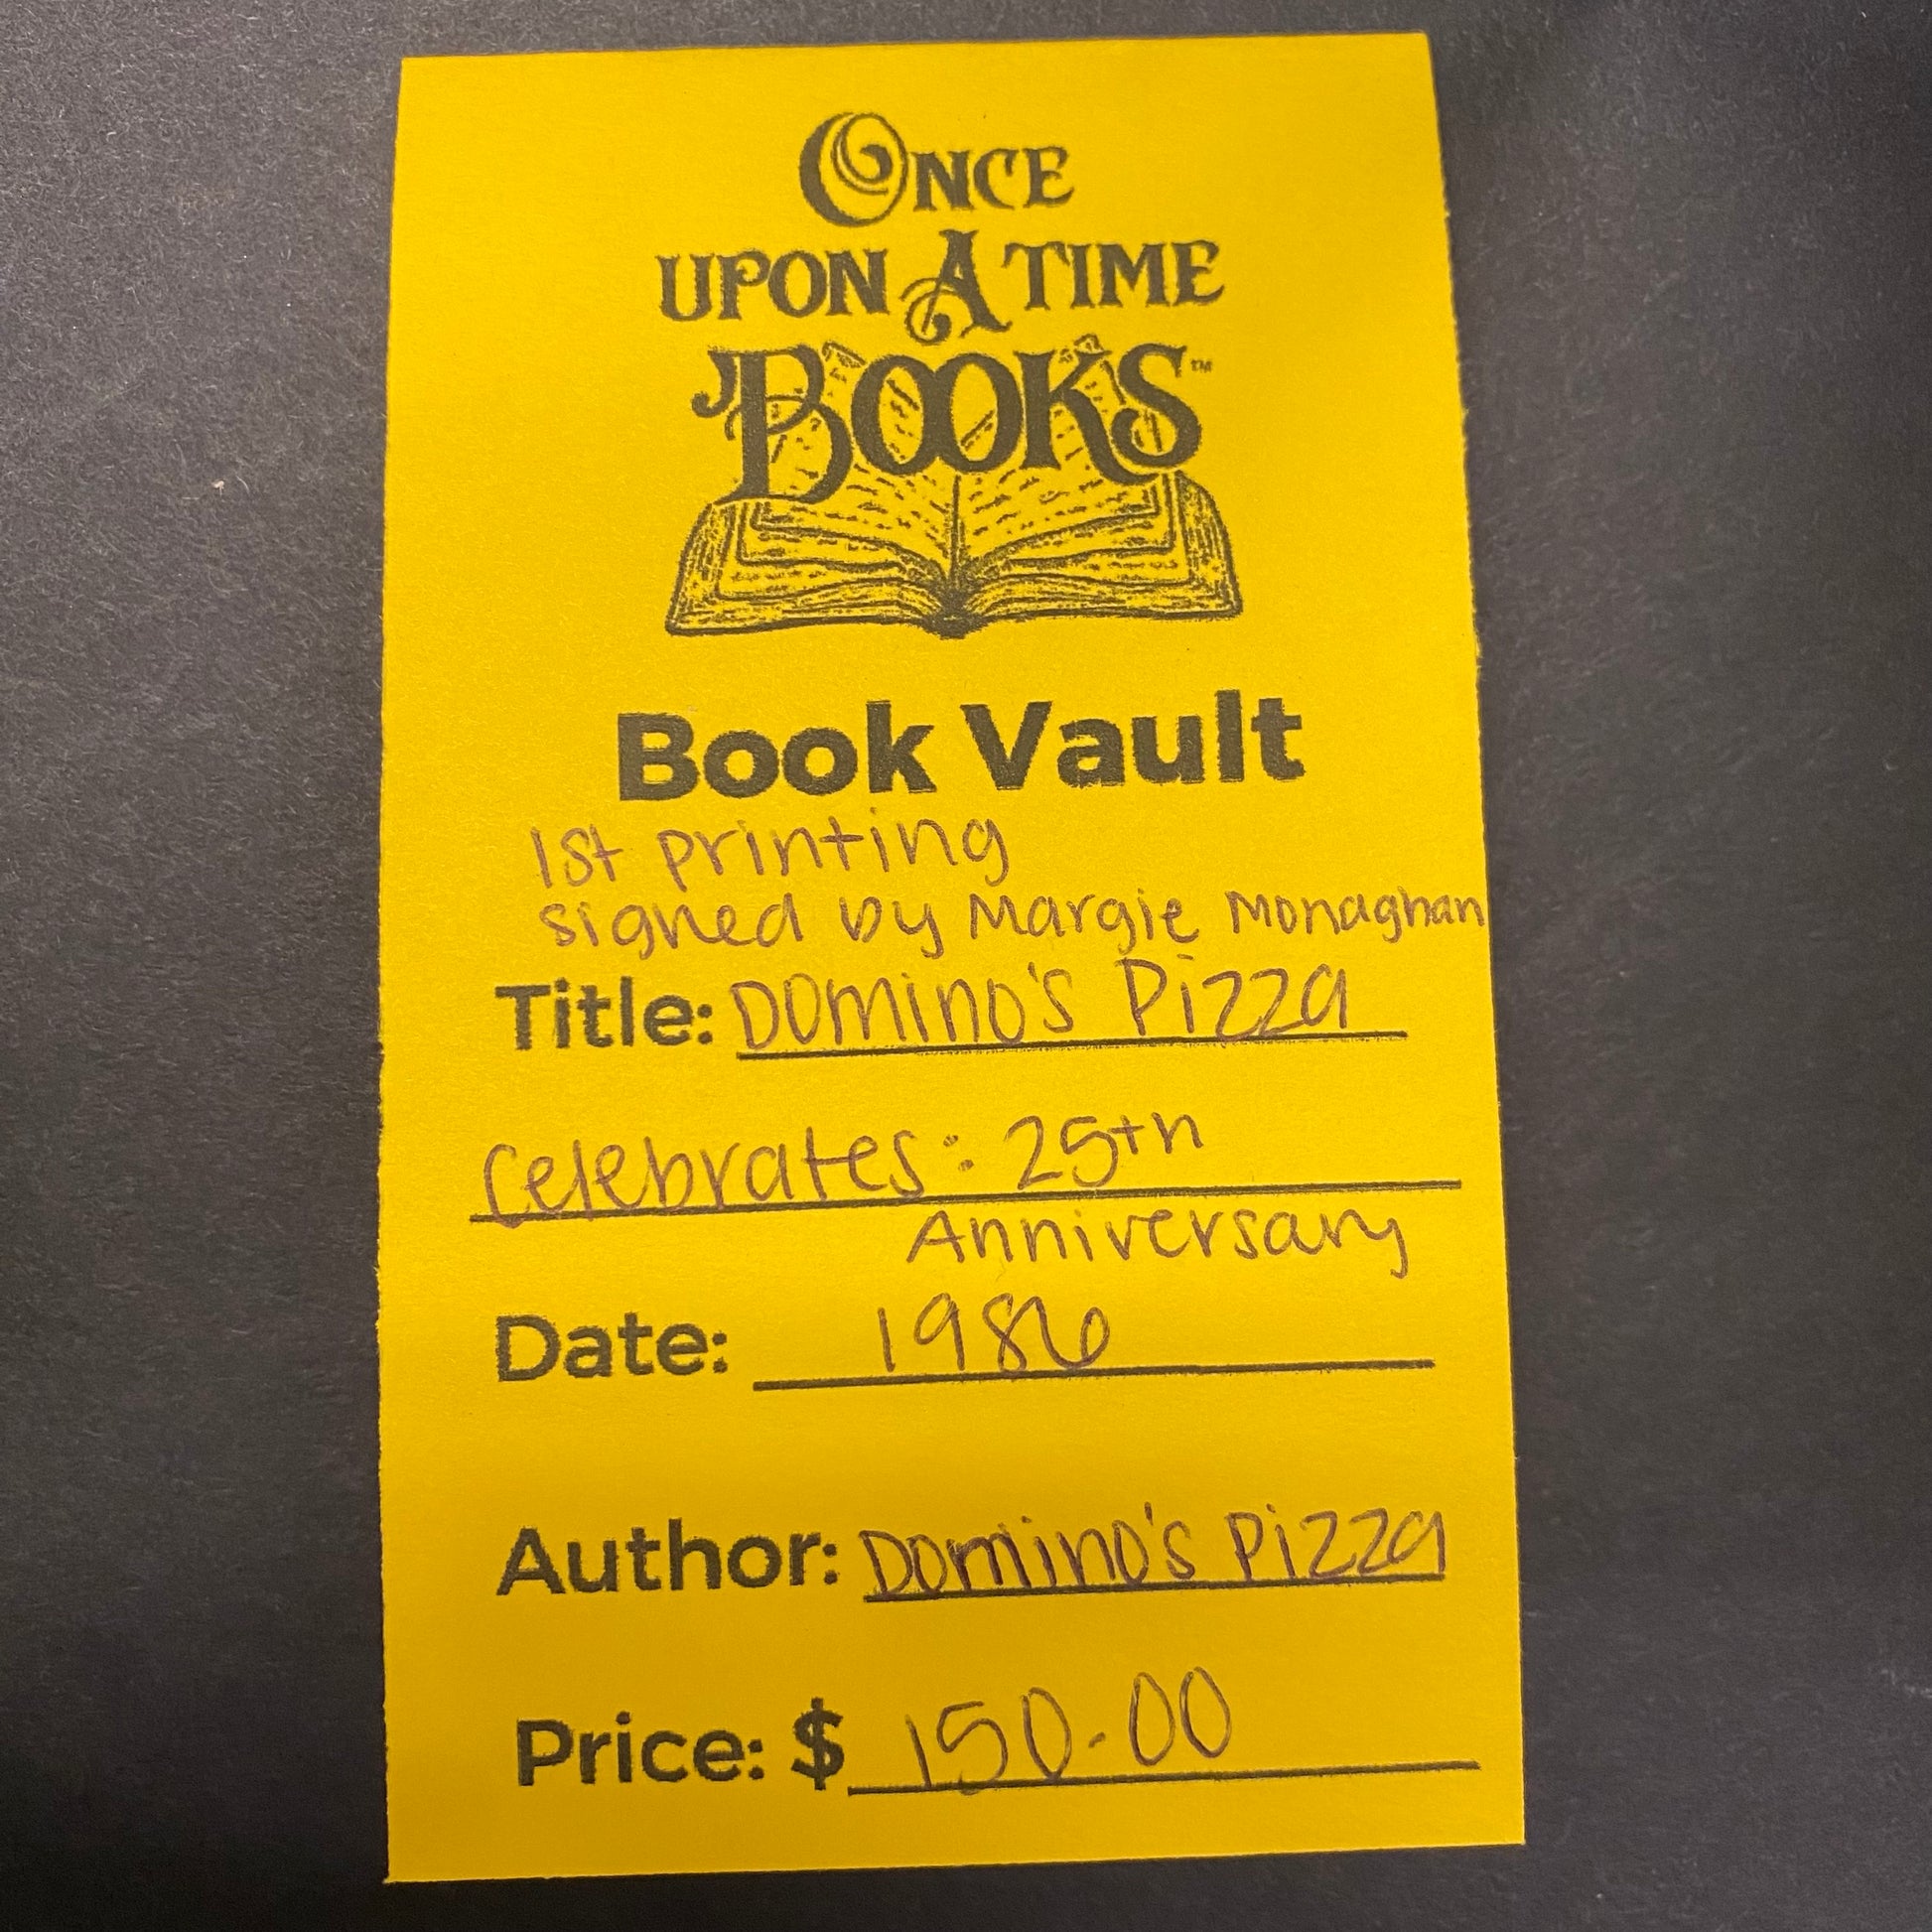 ONCE
UPON A TIME
BOOKS™
Book Vault
1st printing
signed by Margie Monaghan
Title: Domino's Pizza
Celebrates: 25th
Anniversary
Date: 1986
Author: Domino's Pizza
Price: $ 150.00